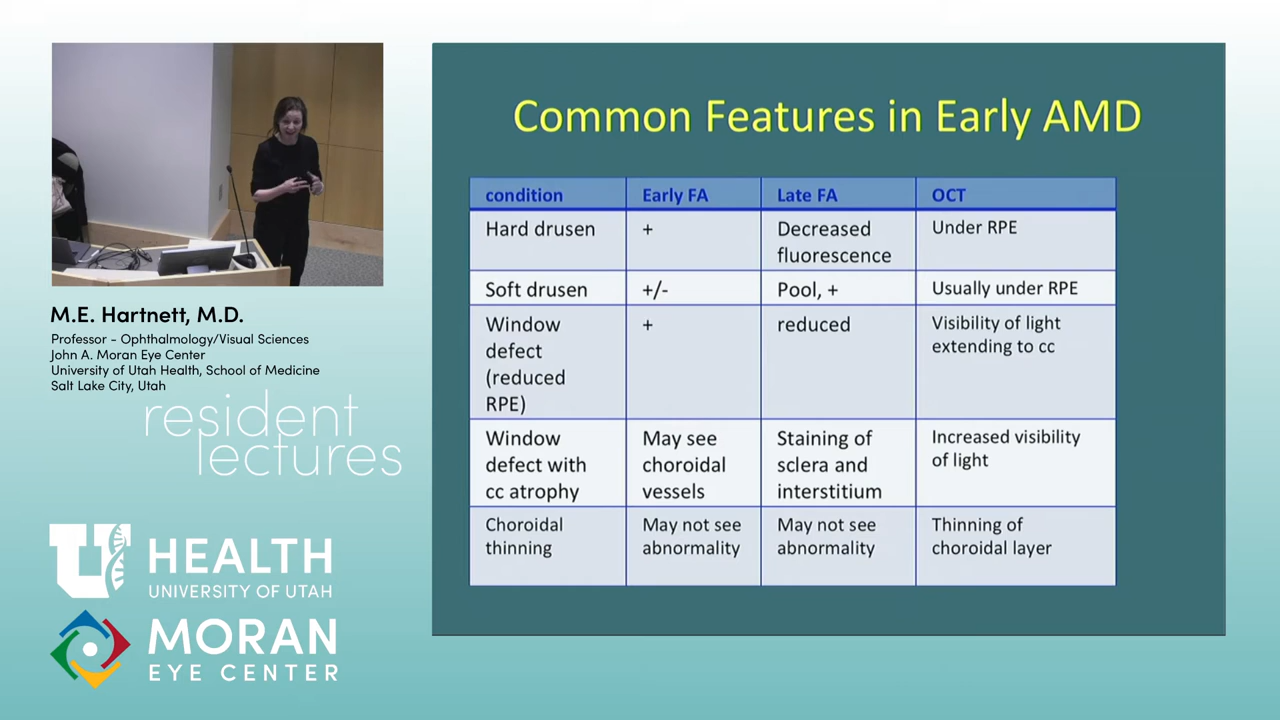 Common Features in Early AMD
condition Early FA Late FA OCT
Hard drusen + Decreased Under RPE
fluorescence
Soft drusen +/- Pool, + Usually under RPE
Window + reduced Visibility of light
defect extending to cc
(reduced
RPE)
Window May see Staining of Increased visibility
defect with choroidal sclera and of light
cc atrophy vessels interstitium
Choroidal May not see May not see Thinning of
thinning abnormality abnormality choroidal layer
M.E. Hartnett, M.D.
Professor - Ophthalmology/Visual Sciences
John A. Moran Eye Center
University of Utah Health, School of Medicine
Salt Lake City, Utah
resident
lectures
U HEALTH
UNIVERSITY OF UTAH
MORAN
EYE CENTER